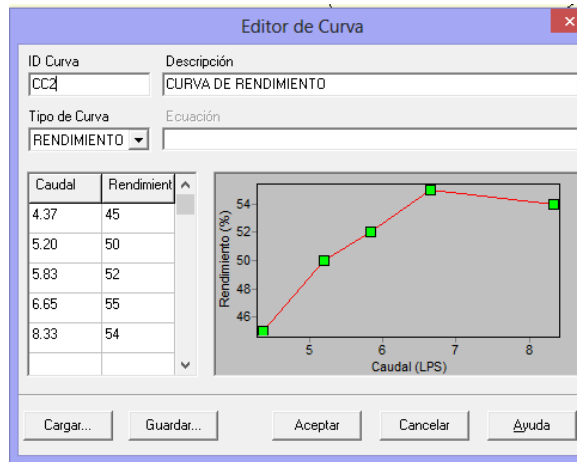 Editor de Curva
ID Curva
Descripción
CC2
CURVA DE RENDIMIENTO
Tipo de Curva
Ecuación
RENDIMIENTO
Caudal Rendimient
4.37 45
5.20 50
5.83 52
6.65 55
8.33 54
Rendimiento (%)
54
52
50
48
46
5 6 7 8
Caudal (LPS)
Cargar... Guardar... Aceptar Cancelar Ayuda